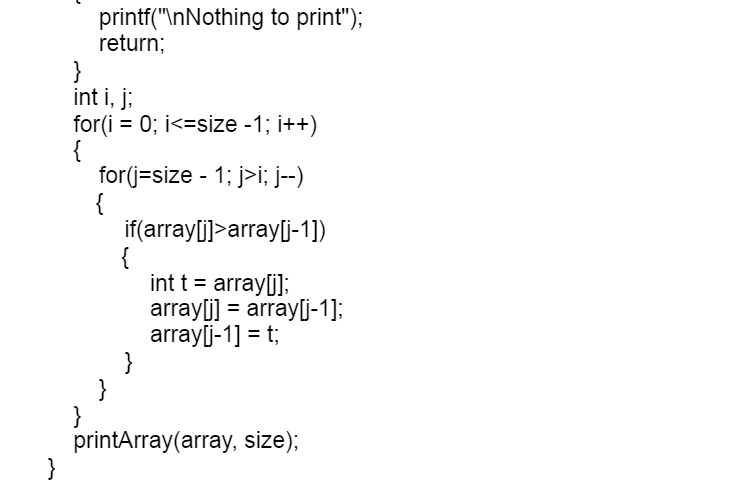 {
printf("\nNothing to print");
return;
}
int i, j;
for(i = 0; i<=size -1; i++)
{
for(j=size - 1; j>i; j--)
{
if(array[j]>array[j-1])
{
int t = array[j];
array[j] = array[j-1];
array[j-1] = t;
}
}
}
printArray(array, size);
}